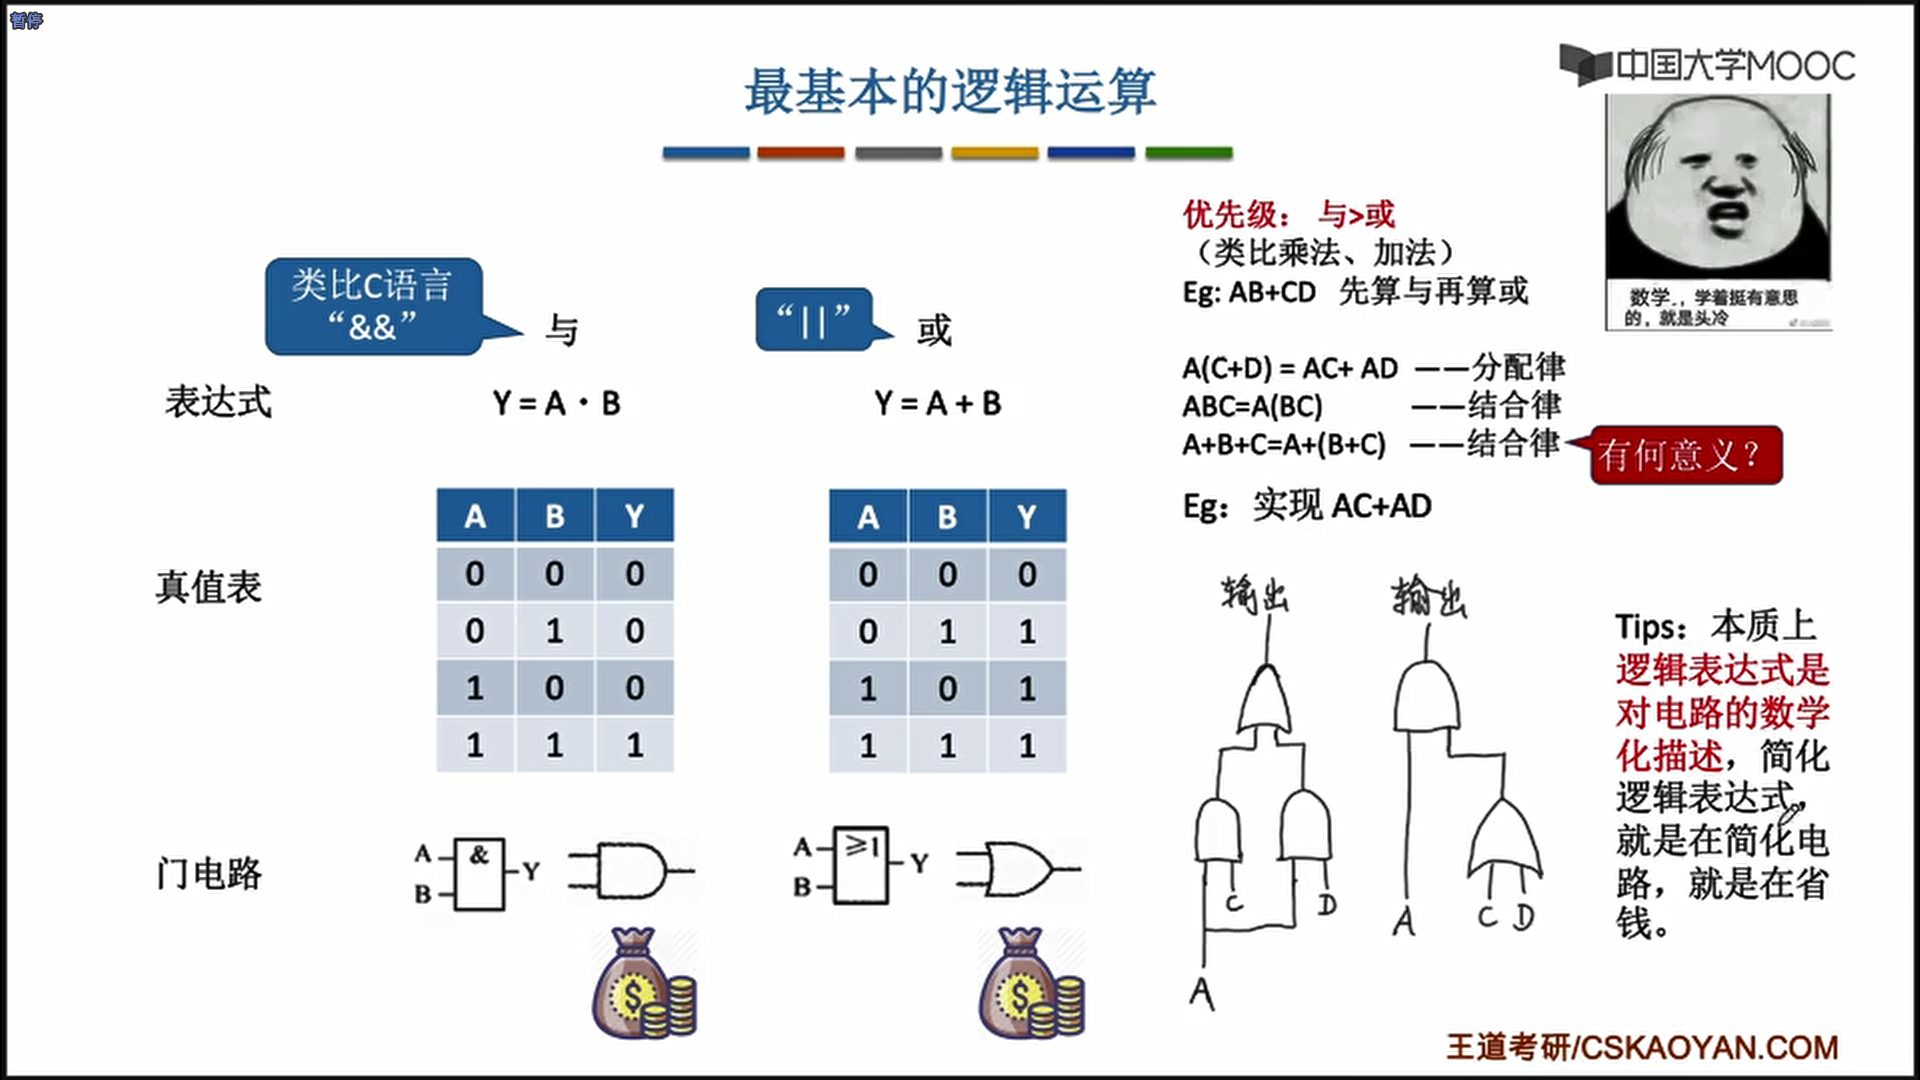 暂停
中国大学MOOC
最基本的逻辑运算
数学.，学着挺有意思
的，就是头冷
类比C语言
“&&”
与
“||”
或
表达式
Y = A · B
Y = A + B
真值表
A B Y
0 0 0
0 1 0
1 0 0
1 1 1
A B Y
0 0 0
0 1 1
1 0 1
1 1 1
门电路
A
B
&
Y
A
B
≥1
Y
$
$
优先级： 与>或
（类比乘法、加法）
Eg: AB+CD 先算与再算或
A(C+D) = AC+ AD ——分配律
ABC=A(BC) ——结合律
A+B+C=A+(B+C) ——结合律
有何意义？
Eg： 实现 AC+AD
输出
C
D
A
输出
A
C D
Tips： 本质上
逻辑表达式是
对电路的数学
化描述，简化
逻辑表达式，
就是在简化电
路，就是在省
钱。
王道考研/CSKAOYAN.COM